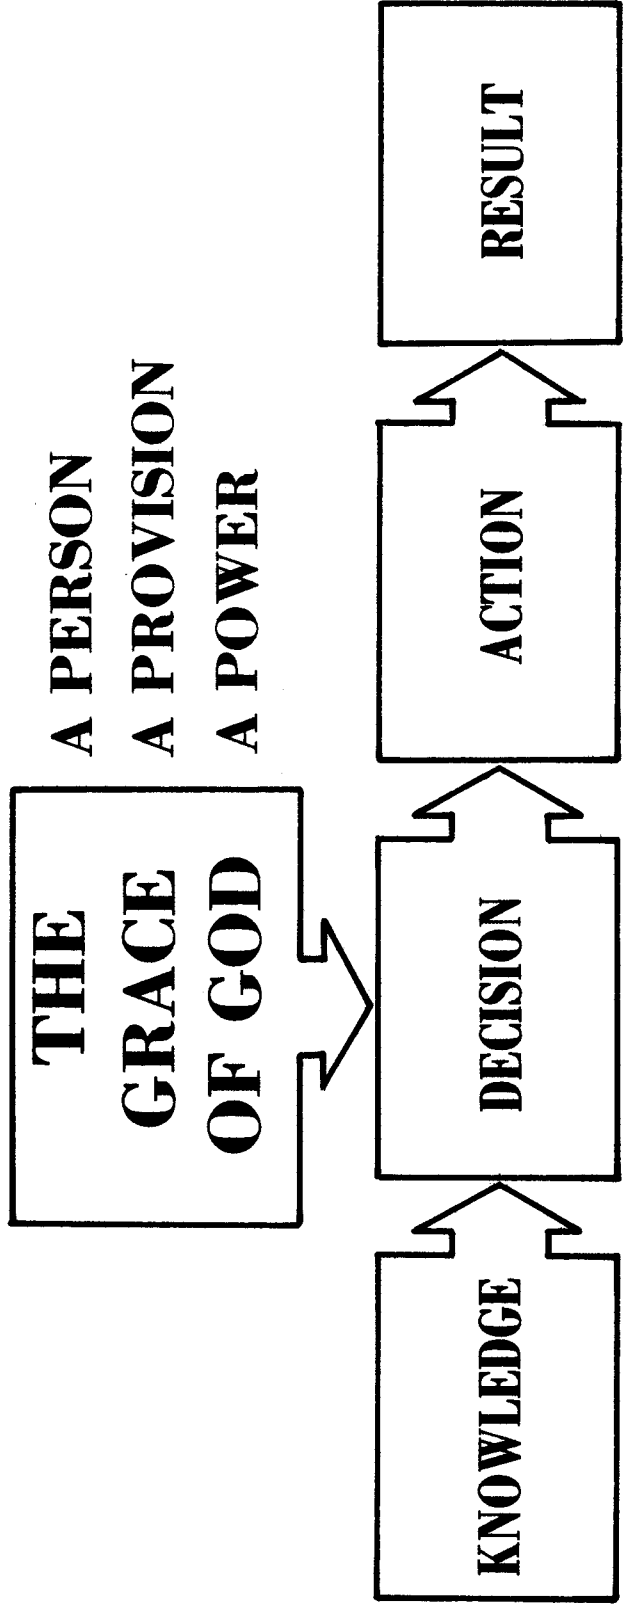 THE
GRACE
OF GOD
A PERSON
A PROVISION
A POWER
KNOWLEDGE
DECISION
ACTION
RESULT